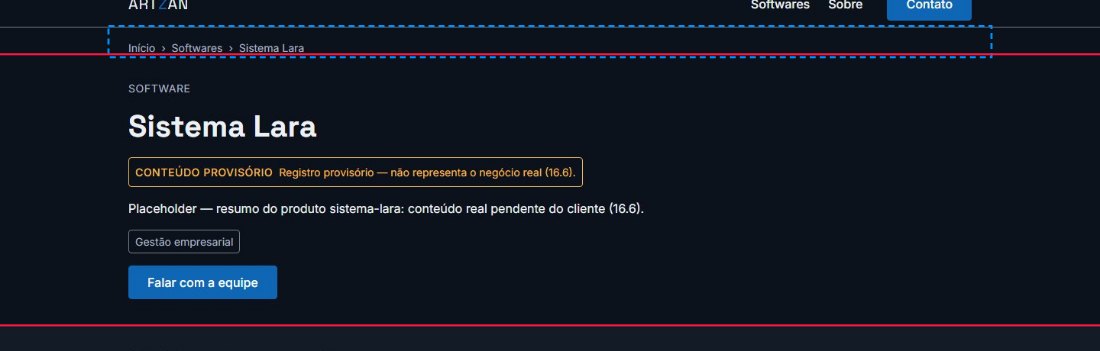 ARTZAN
Softwares Sobre Contato
Início › Softwares › Sistema Lara
SOFTWARE
Sistema Lara
CONTEÚDO PROVISÓRIO Registro provisório — não representa o negócio real (16.6).
Placeholder — resumo do produto sistema-lara: conteúdo real pendente do cliente (16.6).
Gestão empresarial
Falar com a equipe